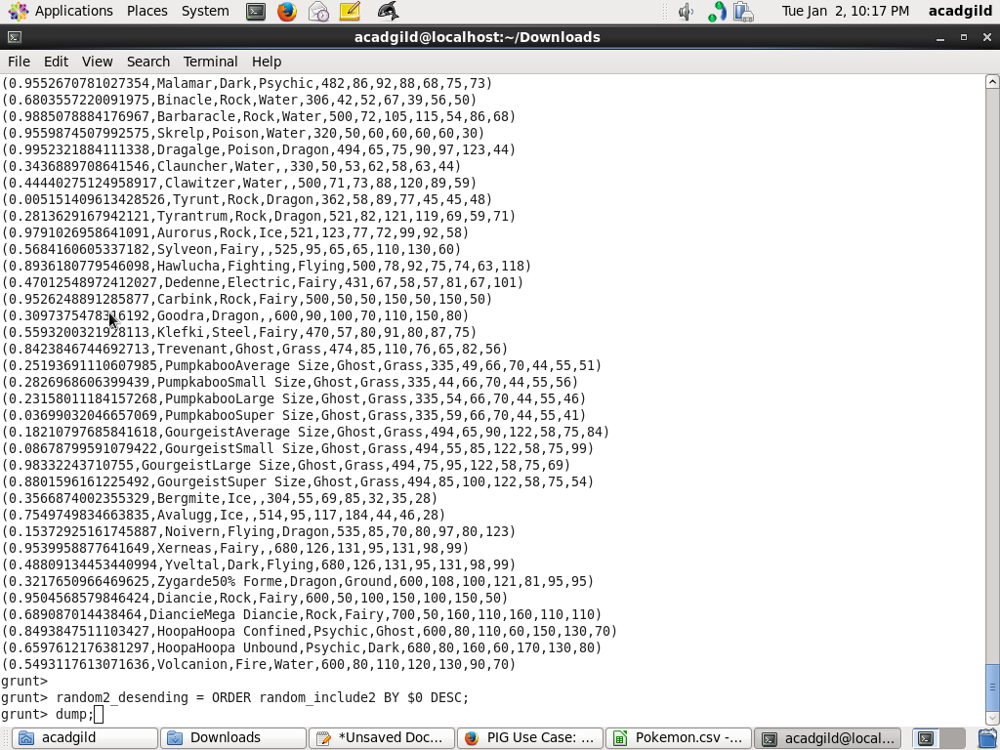 Applications Places System Tue Jan 2, 10:17 PM acadgild
acadgild@localhost:~/Downloads
File Edit View Search Terminal Help
(0.9552670781027354,Malamar,Dark,Psychic,482,86,92,88,68,75,73)
(0.6803557220091975,Binacle,Rock,Water,306,42,52,67,39,56,50)
(0.9885078884176967,Barbaracle,Rock,Water,500,72,105,115,54,86,68)
(0.9559874507992575,Skrelp,Poison,Water,320,50,60,60,60,60,30)
(0.9952321884111338,Dragalge,Poison,Dragon,494,65,75,90,97,123,44)
(0.3436889708641546,Clauncher,Water,,330,50,53,62,58,63,44)
(0.44440275124958917,Clawitzer,Water,,500,71,73,88,120,89,59)
(0.005151409613428526,Tyrunt,Rock,Dragon,362,58,89,77,45,45,48)
(0.2813629167942121,Tyrantrum,Rock,Dragon,521,82,121,119,69,59,71)
(0.9791026958641091,Aurorus,Rock,Ice,521,123,77,72,99,92,58)
(0.5684160605337182,Sylveon,Fairy,,525,95,65,65,110,130,60)
(0.8936180779546098,Hawlucha,Fighting,Flying,500,78,92,75,74,63,118)
(0.47012548972412027,Dedenne,Electric,Fairy,431,67,58,57,81,67,101)
(0.9526248891285877,Carbink,Rock,Fairy,500,50,50,150,50,150,50)
,Goodra,Dragon,,600,90,100,70,110,150,80)
(0.5593200321928113,Klefki,Steel,Fairy,470,57,80,91,80,87,75)
(0.8423846744692713,Trevenant,Ghost,Grass,474,85,110,76,65,82,56)
(0.25193691110607985,PumpkabooAverage Size,Ghost,Grass,335,49,66,70,44,55,51)
(0.2826968606399439,PumpkabooSmall Size,Ghost,Grass,335,44,66,70,44,55,56)
(0.23158011184157268,PumpkabooLarge Size,Ghost,Grass,335,54,66,70,44,55,46)
(0.03699032046657069,PumpkabooSuper Size,Ghost,Grass,335,59,66,70,44,55,41)
(0.18210797685841618,GourgeistAverage Size,Ghost,Grass,494,65,90,122,58,75,84)
(0.08678799591079422,GourgeistSmall Size,Ghost,Grass,494,55,85,122,58,75,99)
(0.98332243710755,GourgeistLarge Size,Ghost,Grass,494,75,95,122,58,75,69)
(0.8801596161225492,GourgeistSuper Size,Ghost,Grass,494,85,100,122,58,75,54)
(0.3566874002355329,Bergmite,Ice,,304,55,69,85,32,35,28)
(0.7549749834663835,Avalugg,Ice,,514,95,117,184,44,46,28)
(0.15372925161745887,Noivern,Flying,Dragon,535,85,70,80,97,80,123)
(0.9539958877641649,Xerneas,Fairy,,680,126,131,95,131,98,99)
(0.48809134453440994,Yveltal,Dark,Flying,680,126,131,95,131,98,99)
(0.3217650966469625,Zygarde50% Forme,Dragon,Ground,600,108,100,121,81,95,95)
(0.9504568579846424,Diancie,Rock,Fairy,600,50,100,150,100,150,50)
(0.689087014438464,DiancieMega Diancie,Rock,Fairy,700,50,160,110,160,110,110)
(0.8493847511103427,HoopaHoopa Confined,Psychic,Ghost,600,80,110,60,150,130,70)
(0.6597612176381297,HoopaHoopa Unbound,Psychic,Dark,680,80,160,60,170,130,80)
(0.5493117613071636,Volcanion,Fire,Water,600,80,110,120,130,90,70)
grunt>
grunt> random2_desending = ORDER random_include2 BY $0 DESC;
grunt> dump;
acadgild Downloads *Unsaved Doc... PIG Use Case: ... Pokemon.csv -... acadgild@local...